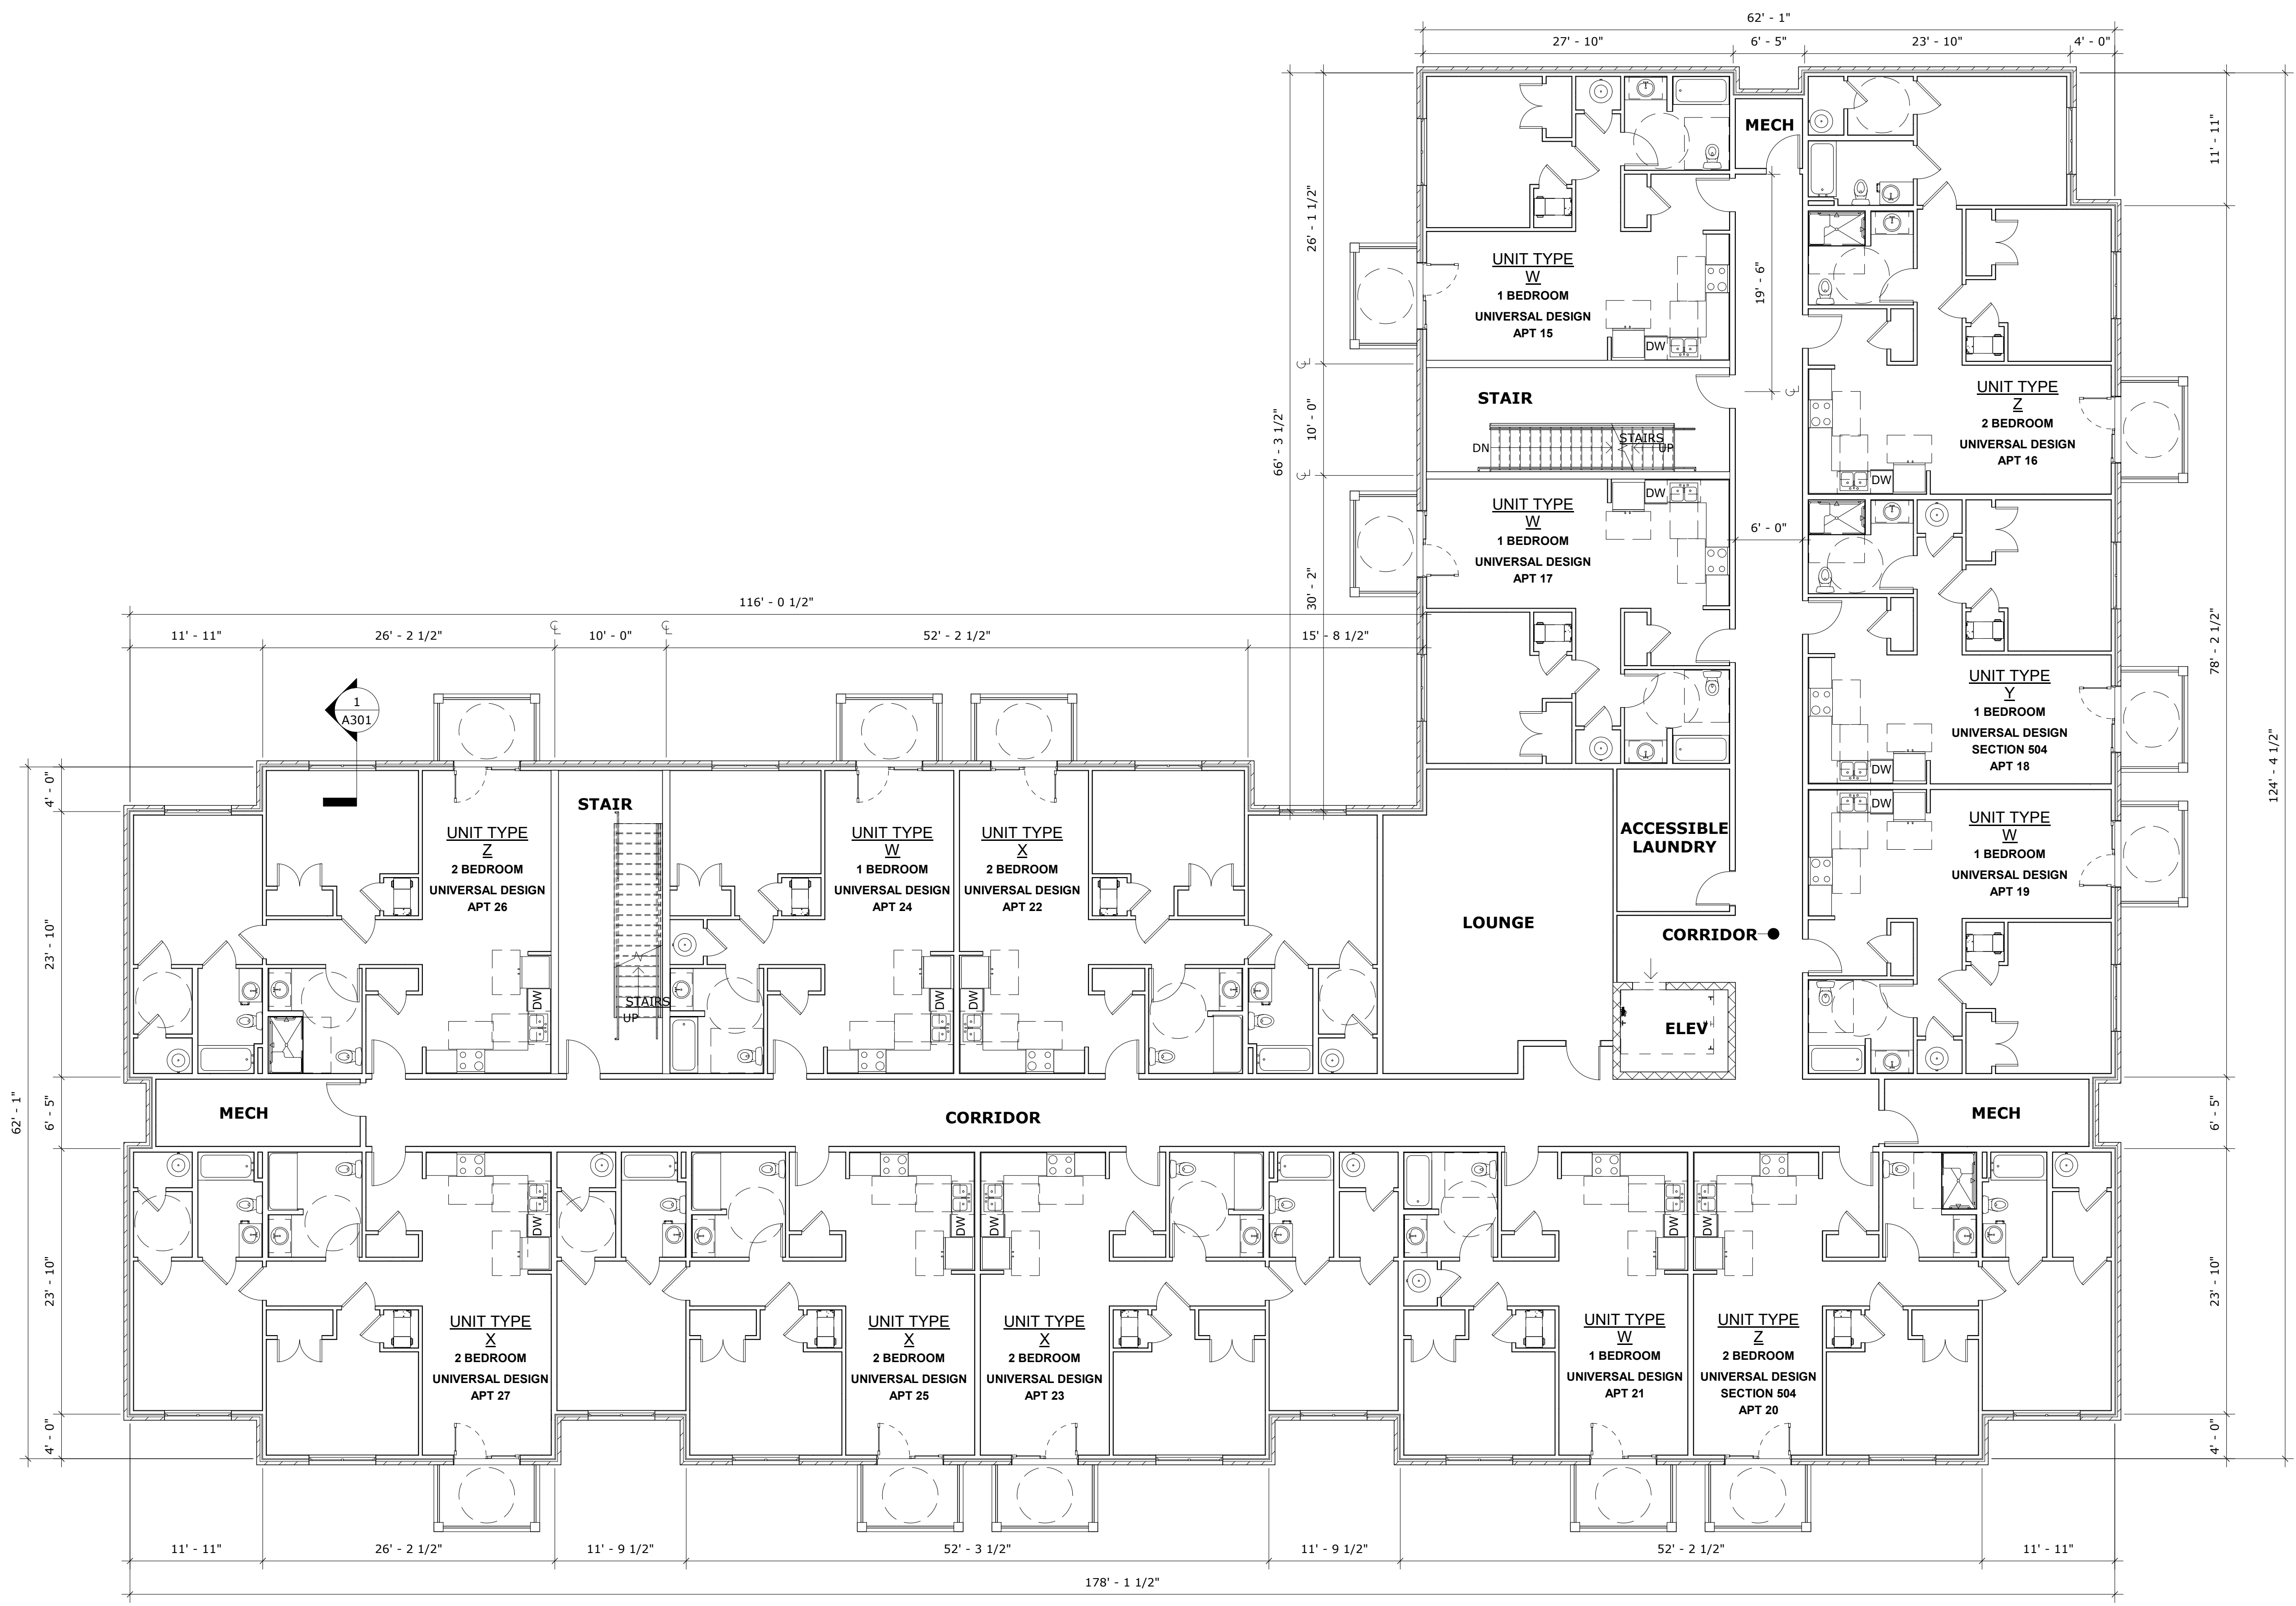 62' - 1"
27' - 10"
6' - 5"
23' - 10"
4' - 0"
MECH
11' - 11"
26' - 1 1/2"
19' - 6"
UNIT TYPE
W
1 BEDROOM
UNIVERSAL DESIGN
APT 15
DW
STAIR
DN
STAIRS
UP
10' - 0"
66' - 3 1/2"
UNIT TYPE
Z
2 BEDROOM
UNIVERSAL DESIGN
APT 16
DW
UNIT TYPE
W
1 BEDROOM
UNIVERSAL DESIGN
APT 17
DW
6' - 0"
30' - 2"
78' - 2 1/2"
124' - 4 1/2"
UNIT TYPE
Y
1 BEDROOM
UNIVERSAL DESIGN
SECTION 504
APT 18
DW
116' - 0 1/2"
11' - 11"
26' - 2 1/2"
10' - 0"
52' - 2 1/2"
15' - 8 1/2"
1
A301
4' - 0"
23' - 10"
6' - 5"
62' - 1"
23' - 10"
4' - 0"
UNIT TYPE
Z
2 BEDROOM
UNIVERSAL DESIGN
APT 26
DW
STAIR
STAIRS
UP
UNIT TYPE
W
1 BEDROOM
UNIVERSAL DESIGN
APT 24
DW
UNIT TYPE
X
2 BEDROOM
UNIVERSAL DESIGN
APT 22
DW
LOUNGE
ACCESSIBLE
LAUNDRY
CORRIDOR
ELEV
UNIT TYPE
W
1 BEDROOM
UNIVERSAL DESIGN
APT 19
DW
MECH
CORRIDOR
MECH
6' - 5"
23' - 10"
4' - 0"
UNIT TYPE
X
2 BEDROOM
UNIVERSAL DESIGN
APT 27
DW
UNIT TYPE
X
2 BEDROOM
UNIVERSAL DESIGN
APT 25
DW
UNIT TYPE
X
2 BEDROOM
UNIVERSAL DESIGN
APT 23
DW
UNIT TYPE
W
1 BEDROOM
UNIVERSAL DESIGN
APT 21
DW
UNIT TYPE
Z
2 BEDROOM
UNIVERSAL DESIGN
SECTION 504
APT 20
DW
11' - 11"
26' - 2 1/2"
11' - 9 1/2"
52' - 3 1/2"
11' - 9 1/2"
52' - 2 1/2"
11' - 11"
178' - 1 1/2"